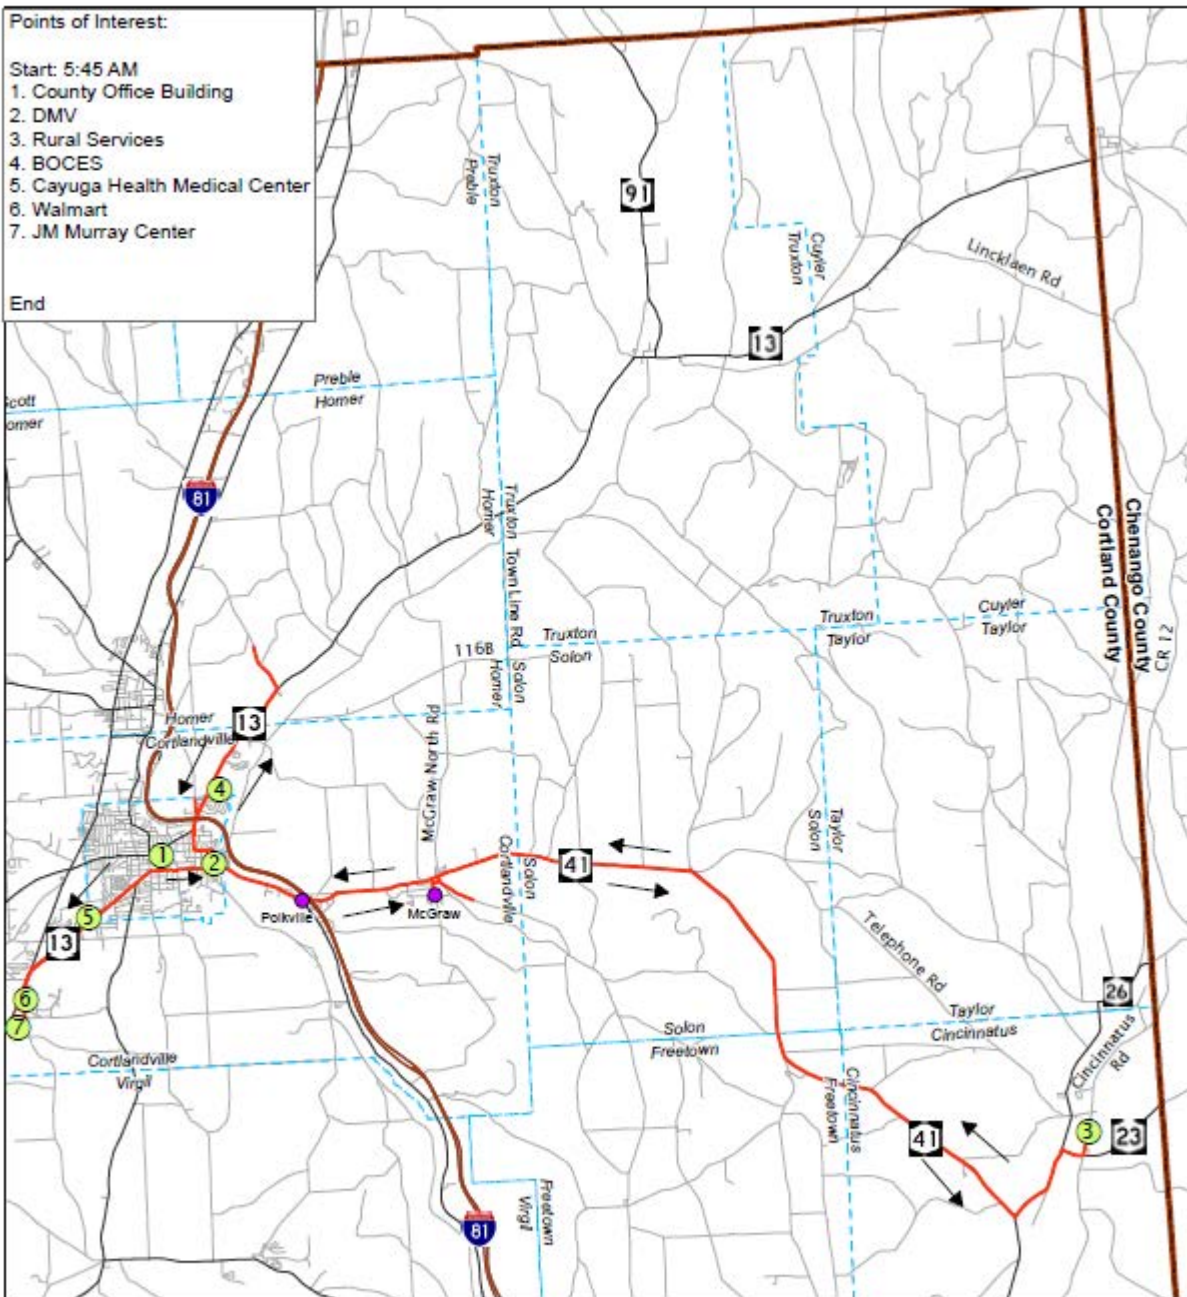 Points of Interest:
Start: 5:45 AM
1. County Office Building
2. DMV
3. Rural Services
4. BOCES
5. Cayuga Health Medical Center
6. Walmart
7. JM Murray Center
End
Truxton
Preble
91
Cuyler
Truxton
Lincklaen Rd
13
Preble
Homer
Scott
Homer
81
Truxton
Homer
Town Line Rd
Chenango County
Cortland County
CR 12
Cuyler
Taylor
Truxton
Taylor
Truxton
Solon
116B
Solon
Homer
13
Homer
Cortlandville
McGraw North Rd
4
Taylor
Solon
1
2
Solon
Cortlandville
41
Polkville
McGraw
5
13
Telephone Rd
26
6
7
Taylor
Cincinnatus
Solon
Freetown
Cincinnatus Rd
Cortlandville
Virgil
Cincinnatus
Freetown
41
3
23
Freetown
Virgil
81